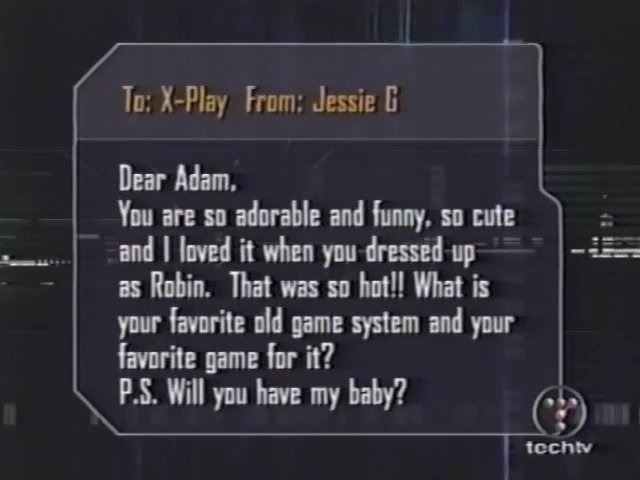 To: X-Play From: Jessie G
Dear Adam,
You are so adorable and funny, so cute
and I loved it when you dressed up
as Robin. That was so hot!! What is
your favorite old game system and your
favorite game for it?
P.S. Will you have my baby?
techtv